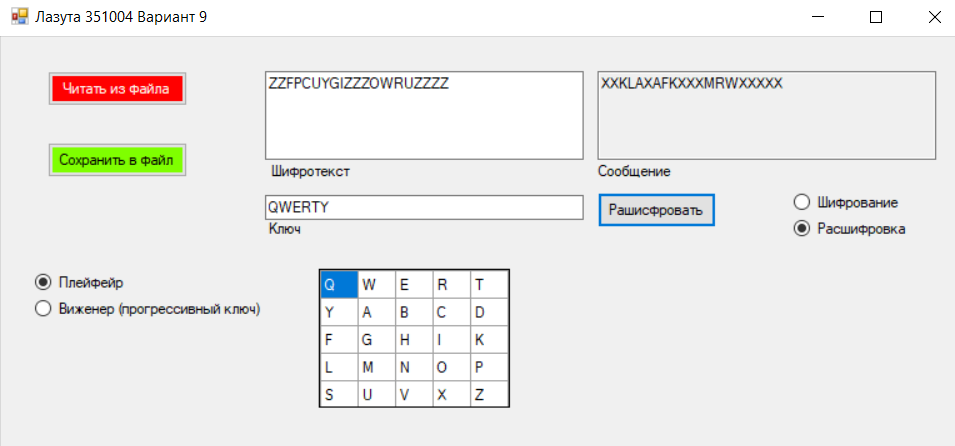 Лазута 351004 Вариант 9
Читать из файла
ZZFPCUYGIZZZOWRUZZZZ
XXKLAXAFKXXXMRWXXXXX
Сохранить в файл
Шифротекст
Сообщение
QWERTY
Рашисфровать
Шифрование
Ключ
Расшифровка
Плейфейр
Виженер (прогрессивный ключ)
Q W E R T
Y A B C D
F G H I K
L M N O P
S U V X Z